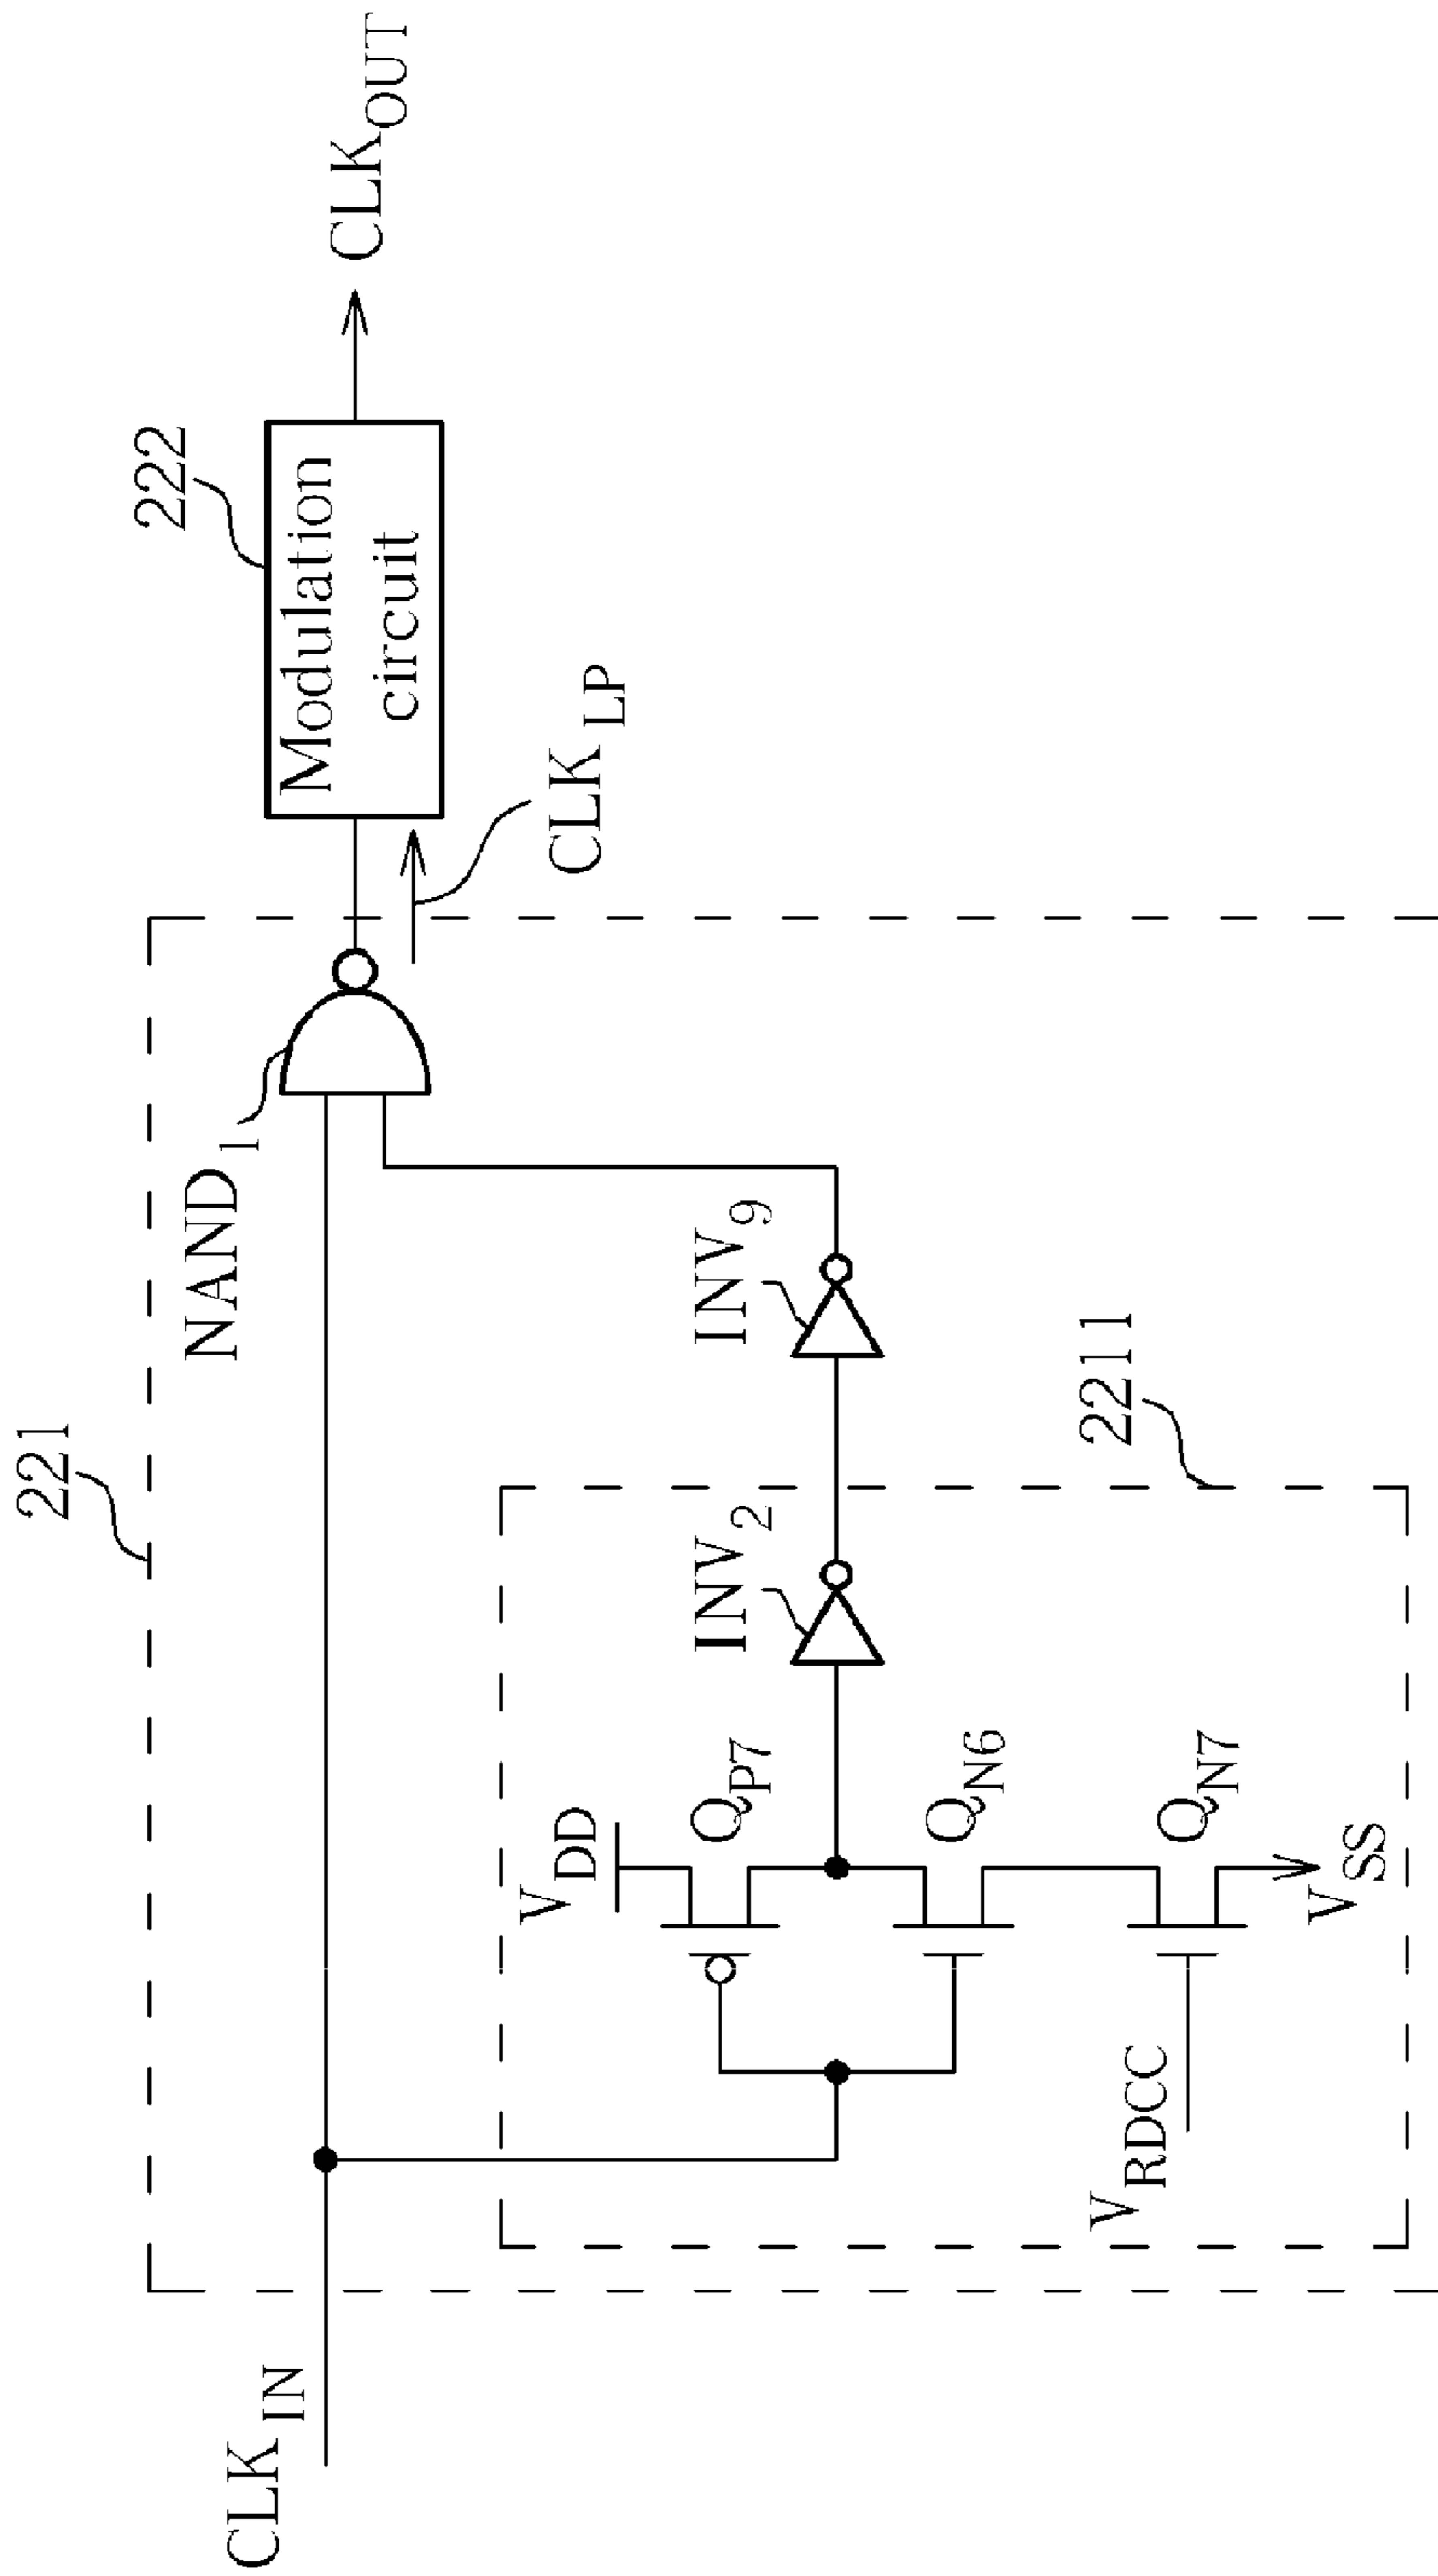 221
222
NAND1
CLKIN
Modulation
circuit
CLKOUT
CLKLP
VDD
QP7
INV2
INV9
QN6
VRDCC
QN7
2211
VSS